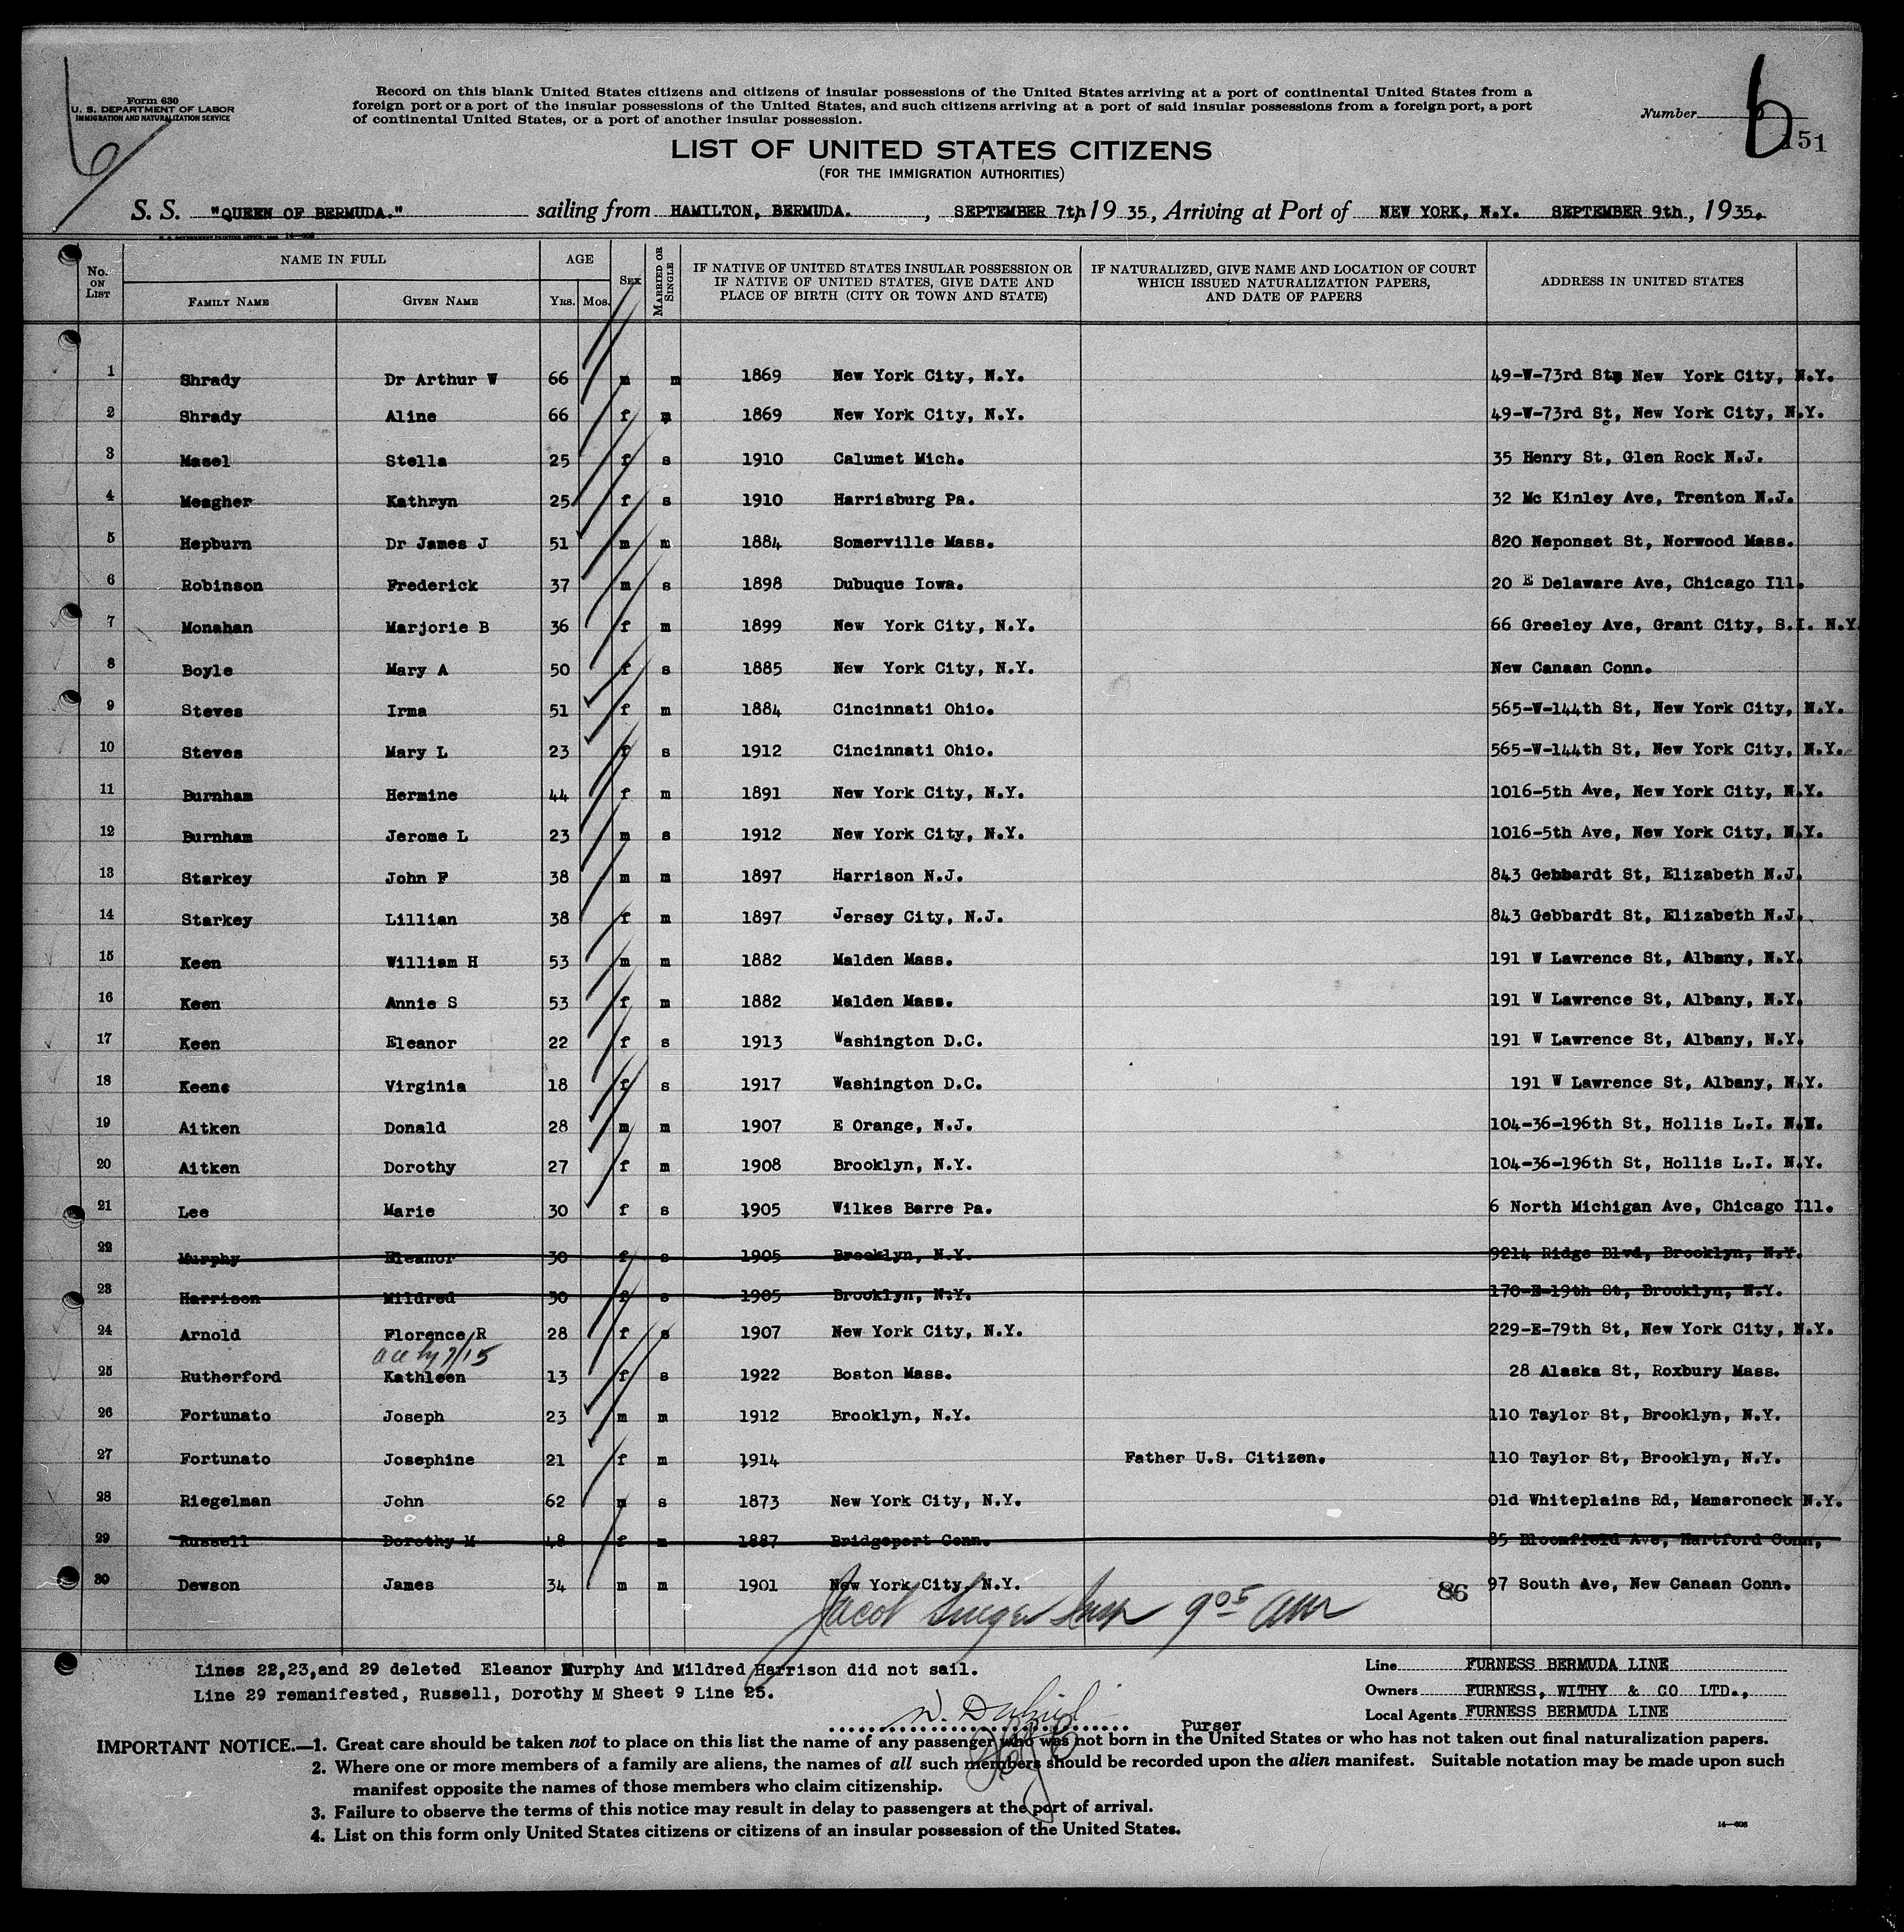 Form 630
U. S. DEPARTMENT OF LABOR
IMMIGRATION AND NATURALIZATION SERVICE
Record on this blank United States citizens and citizens of insular possessions of the United States arriving at a port of continental United States from a
foreign port or a port of the insular possessions of the United States, and such citizens arriving at a port of said insular possessions from a foreign port, a port
of continental United States, or a port of another insular possession.
Number 6
151
LIST OF UNITED STATES CITIZENS
(FOR THE IMMIGRATION AUTHORITIES)
S. S. "QUEEN OF BERMUDA." sailing from HAMILTON, BERMUDA. , SEPTEMBER 7th, 1935, Arriving at Port of NEW YORK, N.Y. SEPTEMBER 9th, 1935.
No. ON LIST NAME IN FULL FAMILY NAME GIVEN NAME AGE YRS. MOS. SEX MARRIED OR SINGLE IF NATIVE OF UNITED STATES INSULAR POSSESSION OR IF NATIVE OF UNITED STATES, GIVE DATE AND PLACE OF BIRTH (CITY OR TOWN AND STATE) IF NATURALIZED, GIVE NAME AND LOCATION OF COURT WHICH ISSUED NATURALIZATION PAPERS, AND DATE OF PAPERS ADDRESS IN UNITED STATES
1 Shrady Dr Arthur W 66 m m 1869 New York City, N.Y. 49-W-73rd St, New York City, N.Y.
2 Shrady Aline 66 f m 1869 New York City, N.Y. 49-W-73rd St, New York City, N.Y.
3 Masel Stella 25 f s 1910 Calumet Mich. 35 Henry St, Glen Rock N.J.
4 Meagher Kathryn 25 f s 1910 Harrisburg Pa. 32 Mc Kinley Ave, Trenton N.J.
5 Hepburn Dr James J 51 m m 1884 Somerville Mass. 820 Neponset St, Norwood Mass.
6 Robinson Frederick 37 m s 1898 Dubuque Iowa. 20 E Delaware Ave, Chicago Ill.
7 Monahan Marjorie B 36 f m 1899 New York City, N.Y. 66 Greeley Ave, Grant City, S.I. N.Y.
8 Boyle Mary A 50 f s 1885 New York City, N.Y. New Canaan Conn.
9 Steves Irma 51 f m 1884 Cincinnati Ohio. 565-W-144th St, New York City, N.Y.
10 Steves Mary L 23 f s 1912 Cincinnati Ohio. 565-W-144th St, New York City, N.Y.
11 Burnham Hermine 44 f m 1891 New York City, N.Y. 1016-5th Ave, New York City, N.Y.
12 Burnham Jerome L 23 m s 1912 New York City, N.Y. 1016-5th Ave, New York City, N.Y.
13 Starkey John F 38 m m 1897 Harrison N.J. 843 Gebbardt St, Elizabeth N.J.
14 Starkey Lillian 38 f m 1897 Jersey City, N.J. 843 Gebbardt St, Elizabeth N.J.
15 Keen William H 53 m m 1882 Malden Mass. 191 W Lawrence St, Albany, N.Y.
16 Keen Annie S 53 f m 1882 Malden Mass. 191 W Lawrence St, Albany, N.Y.
17 Keen Eleanor 22 f s 1913 Washington D.C. 191 W Lawrence St, Albany, N.Y.
18 Keene Virginia 18 f s 1917 Washington D.C. 191 W Lawrence St, Albany, N.Y.
19 Aitken Donald 28 m m 1907 E Orange, N.J. 104-36-196th St, Hollis L.I. N.Y.
20 Aitken Dorothy 27 f m 1908 Brooklyn, N.Y. 104-36-196th St, Hollis L.I. N.Y.
21 Lee Marie 30 f s 1905 Wilkes Barre Pa. 6 North Michigan Ave, Chicago Ill.
22 Murphy Eleanor 30 f s 1905 Brooklyn, N.Y. 9214 Ridge Blvd, Brooklyn, N.Y.
23 Harrison Mildred 30 f s 1905 Brooklyn, N.Y. 170-E-19th St, Brooklyn, N.Y.
24 Arnold Florence R 28 f s 1907 New York City, N.Y. 229-E-79th St, New York City, N.Y.
25 Rutherford Kathleen 13 f s 1922 Boston Mass. 28 Alaska St, Roxbury Mass.
26 Fortunato Joseph 23 m m 1912 Brooklyn, N.Y. 110 Taylor St, Brooklyn, N.Y.
27 Fortunato Josephine 21 f m 1914 Father U.S. Citizen. 110 Taylor St, Brooklyn, N.Y.
28 Riegelman John 62 m s 1873 New York City, N.Y. Old Whiteplains Rd, Mamaroneck N.Y.
29 Russell Dorothy M 48 f m 1887 Bridgeport Conn. 85 Bloomfield Ave, Hartford Conn,
30 Dewson James 34 m m 1901 New York City, N.Y. 97 South Ave, New Canaan Conn.
Jacob Insp 9 05 am
86
Lines 22,23,and 29 deleted Eleanor Murphy And Mildred Harrison did not sail.
Line 29 remanifested, Russell, Dorothy M Sheet 9 Line 25.
Purser
Line FURNESS BERMUDA LINE
Owners FURNESS, WITHY & CO LTD.,
Local Agents FURNESS BERMUDA LINE
IMPORTANT NOTICE.—1. Great care should be taken not to place on this list the name of any passenger who was not born in the United States or who has not taken out final naturalization papers.
2. Where one or more members of a family are aliens, the names of all such members should be recorded upon the alien manifest. Suitable notation may be made upon such
manifest opposite the names of those members who claim citizenship.
3. Failure to observe the terms of this notice may result in delay to passengers at the port of arrival.
4. List on this form only United States citizens or citizens of an insular possession of the United States.